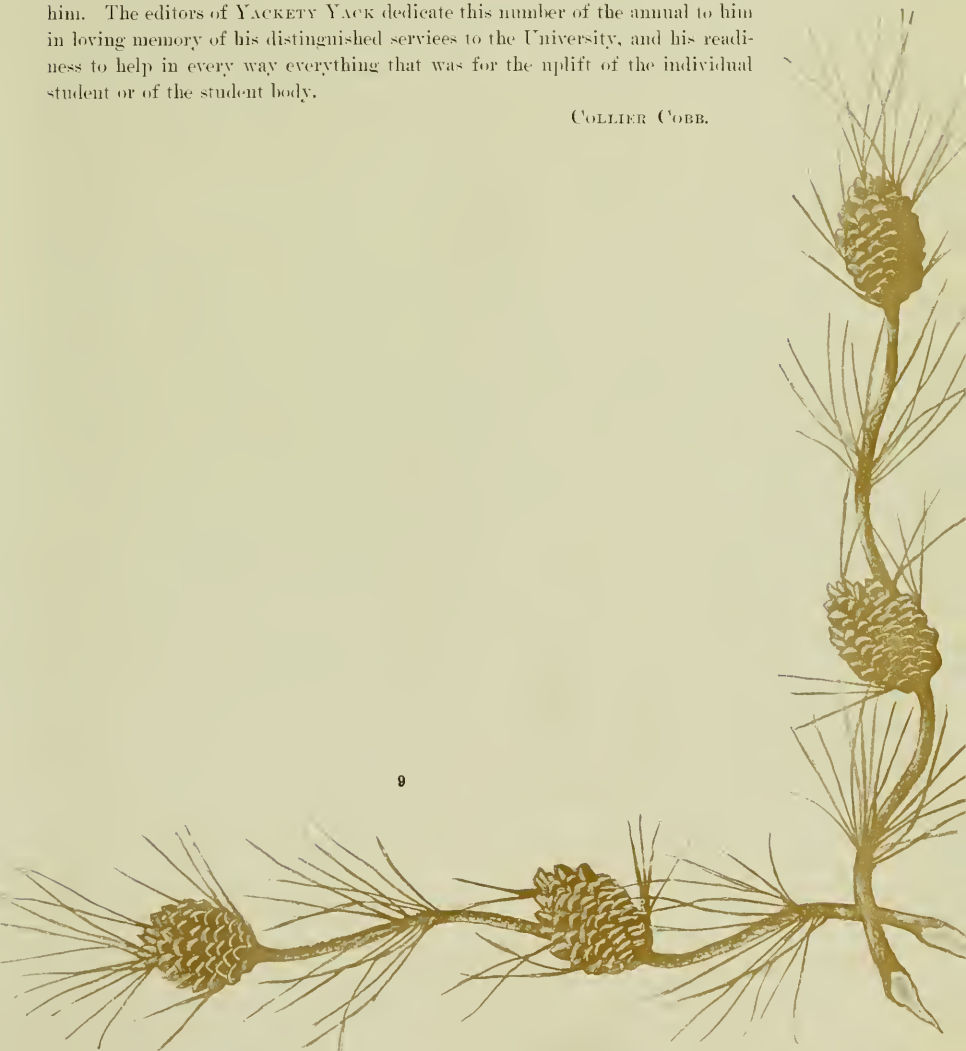 him. The editors of YACKETY YACK dedicate this number of the annual to him
in loving memory of his distinguished services to the University, and his readi-
ness to help in every way everything that was for the uplift of the individual
student or of the student body.
COLLIER COBB.
9